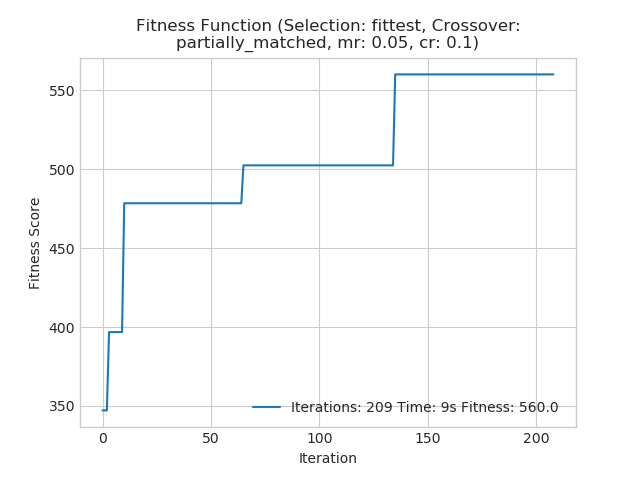 Fitness Function (Selection: fittest, Crossover:
partially_matched, mr: 0.05, cr: 0.1)
Fitness Score
550
500
450
400
350
Iterations: 209 Time: 9s Fitness: 560.0
0
50
100
150
200
Iteration